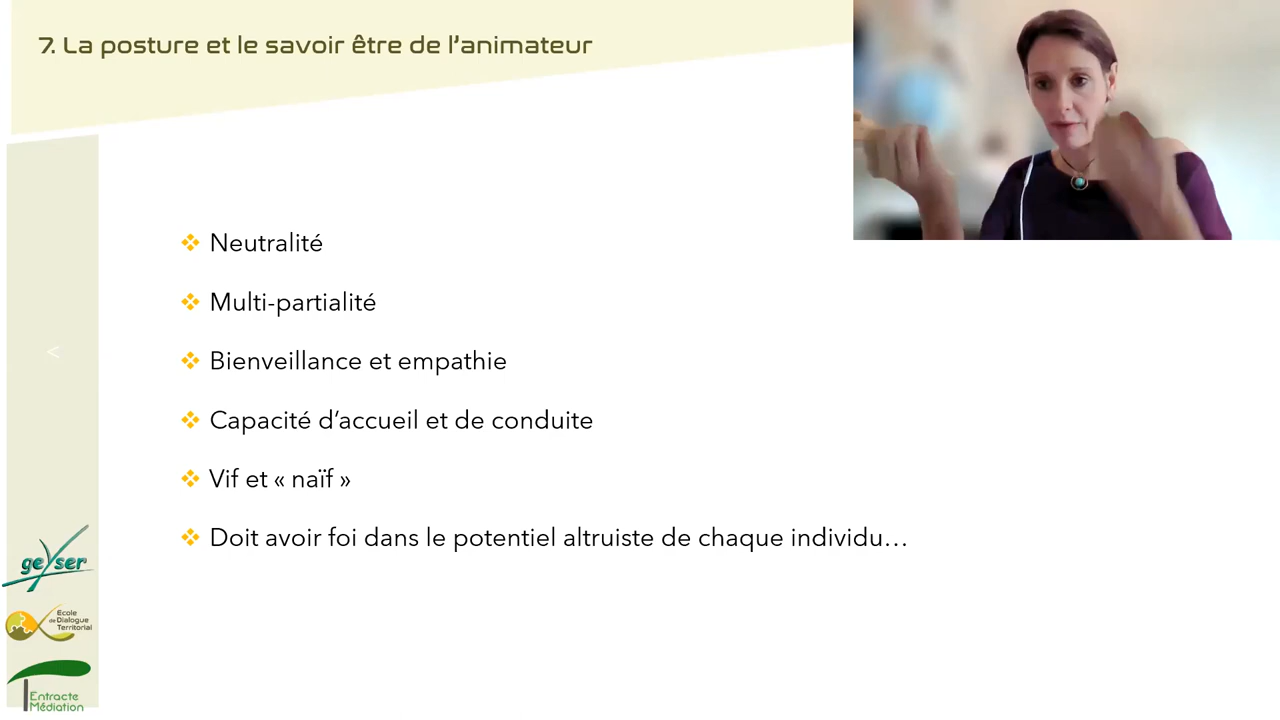 7. La posture et le savoir être de l'animateur
Neutralité
Multi-partialité
Bienveillance et empathie
Capacité d'accueil et de conduite
Vif et « naïf »
Doit avoir foi dans le potentiel altruiste de chaque individu…
<
geyser
Ecole
de Dialogue
Territorial
Entracte
Médiation